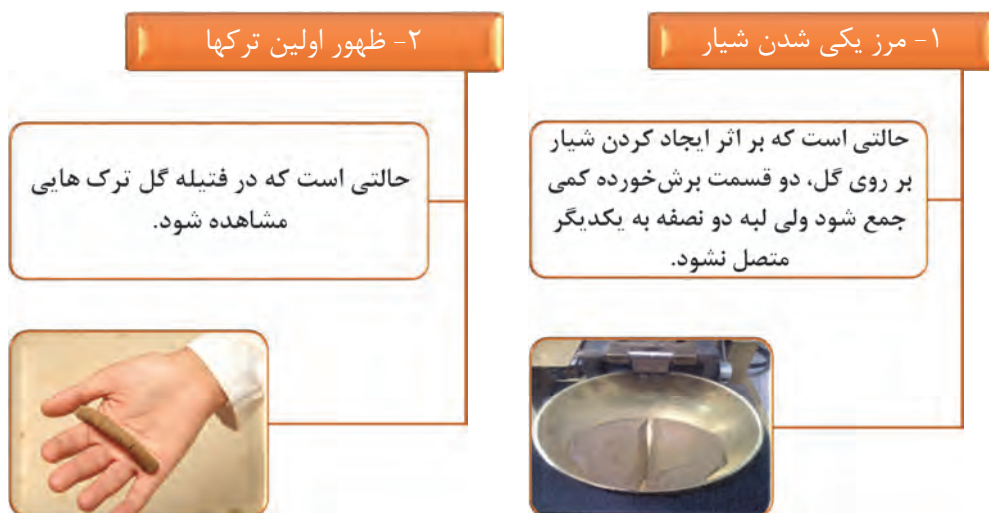 ۱- مرز یکی شدن شیار
حالتی است که بر اثر ایجاد کردن شیار
بر روی گل، دو قسمت برش‌خورده کمی
جمع شود ولی لبه دو نصفه به یکدیگر
متصل نشود.
۲- ظهور اولین ترکها
حالتی است که در فتیله گل ترک هایی
مشاهده شود.